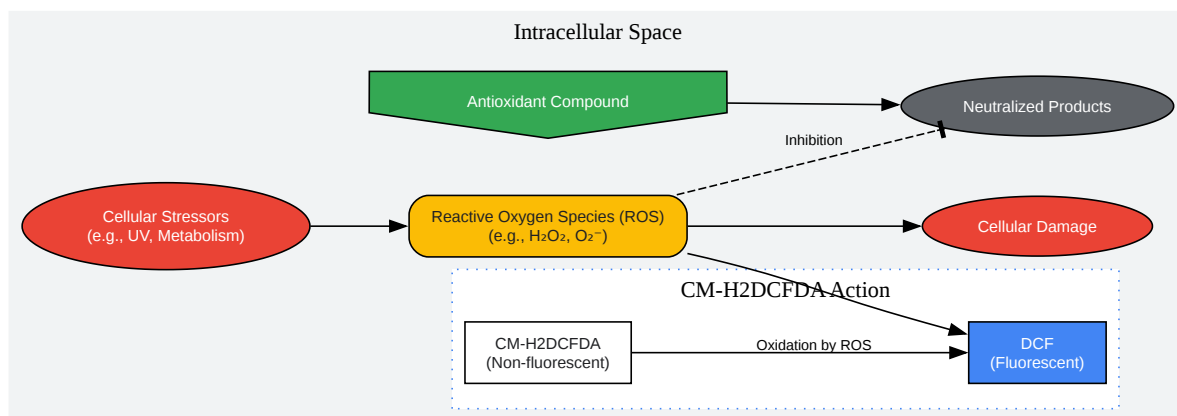 Intracellular Space
Antioxidant Compound
Neutralized Products
Inhibition
Cellular Stressors
(e.g., UV, Metabolism)
Reactive Oxygen Species (ROS)
(e.g., H₂O₂, O₂⁻)
Cellular Damage
CM-H2DCFDA Action
CM-H2DCFDA
(Non-fluorescent)
Oxidation by ROS
DCF
(Fluorescent)